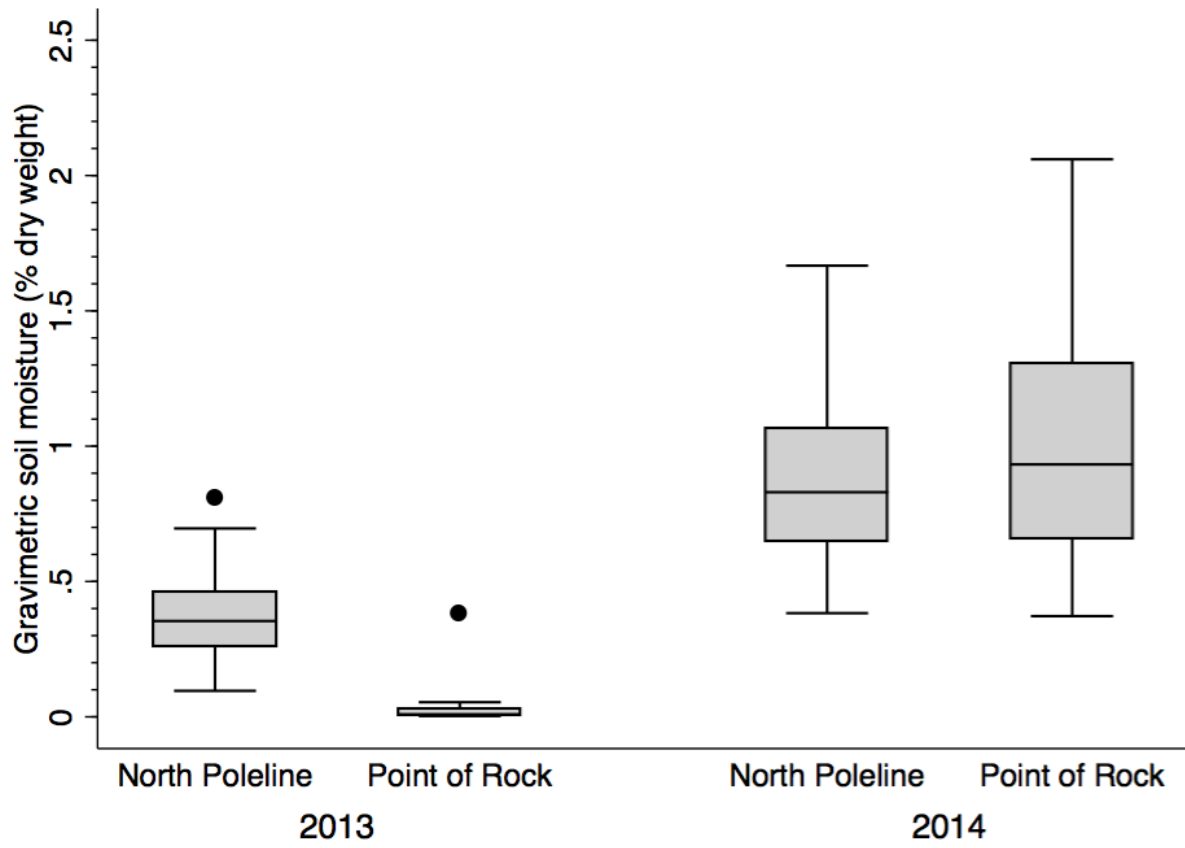 Gravimetric soil moisture (% dry weight)
2.5
2
1.5
1
.5
0
North Poleline
Point of Rock
North Poleline
Point of Rock
2013
2014